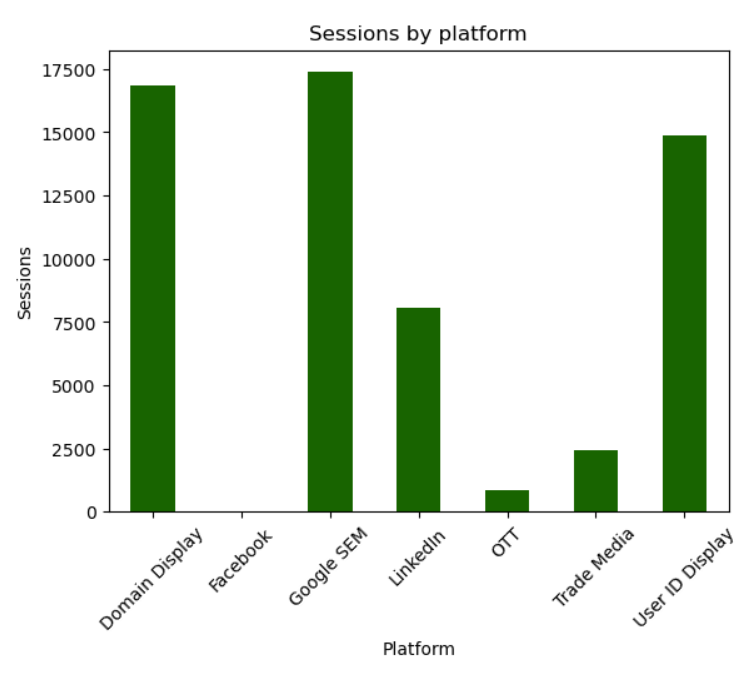 Sessions by platform
17500
15000
12500
10000
7500
5000
2500
0
Sessions
Domain Display
Facebook
Google SEM
LinkedIn
OTT
Trade Media
User ID Display
Platform